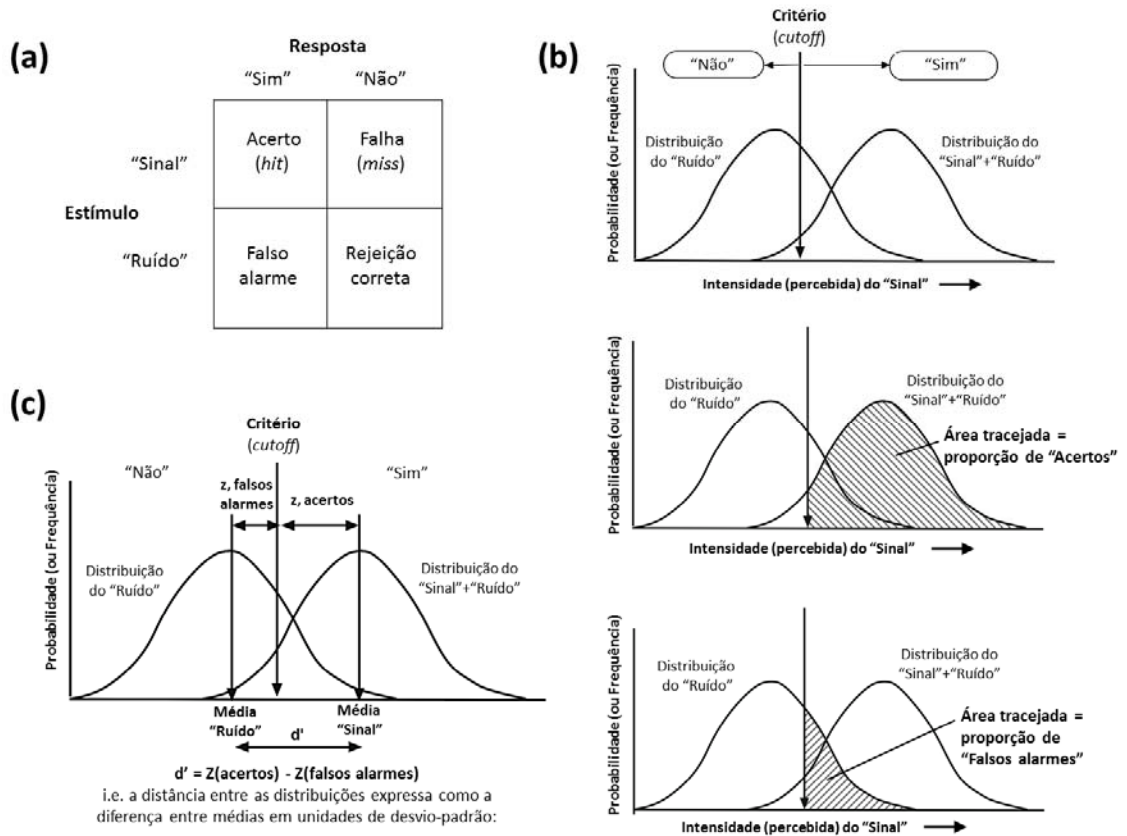 (a)
Resposta
“Sim”
“Não”
“Sinal”
Acerto
(hit)
Falha
(miss)
Estímulo
“Ruído”
Falso
alarme
Rejeição
correta
(b)
Critério
(cutoff)
“Não”
“Sim”
Probabilidade (ou Frequência)
Distribuição
do “Ruído”
Distribuição do
“Sinal”+“Ruído”
Intensidade (percebida) do “Sinal”
Probabilidade (ou Frequência)
Distribuição
do “Ruído”
Distribuição do
“Sinal”+“Ruído”
Área tracejada =
proporção de “Acertos”
Intensidade (percebida) do “Sinal”
Probabilidade (ou Frequência)
Distribuição
do “Ruído”
Distribuição do
“Sinal”+“Ruído”
Área tracejada =
proporção de
“Falsos alarmes”
Intensidade (percebida) do “Sinal”
(c)
Critério
(cutoff)
“Não”
“Sim”
z, falsos
alarmes
z, acertos
Probabilidade (ou Frequência)
Distribuição
do “Ruído”
Distribuição do
“Sinal”+“Ruído”
Média
“Ruído”
Média
“Sinal”
d'
d' = Z(acertos) - Z(falsos alarmes)
i.e. a distância entre as distribuições expressa como a
diferença entre médias em unidades de desvio-padrão: